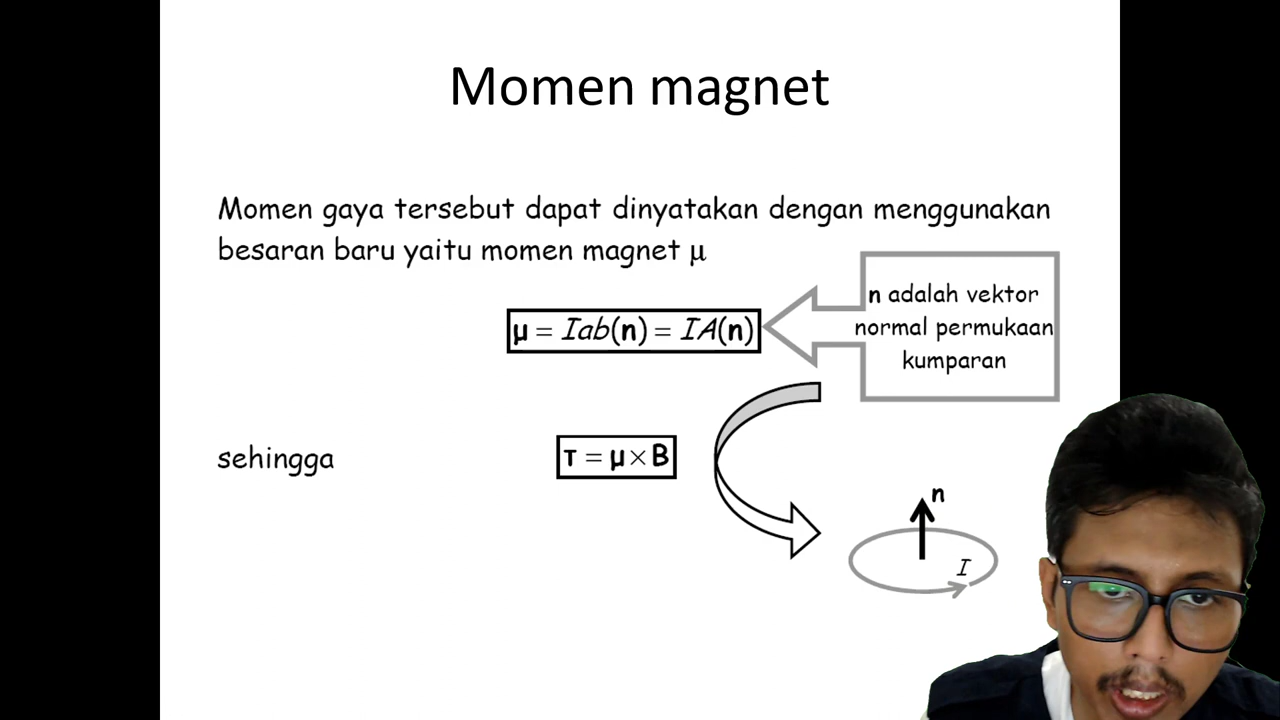 Momen magnet
Momen gaya tersebut dapat dinyatakan dengan menggunakan
besaran baru yaitu momen magnet μ
μ = Iab(n) = IA(n)
n adalah vektor
normal permukaan
kumparan
sehingga
τ = μ × B
n
I